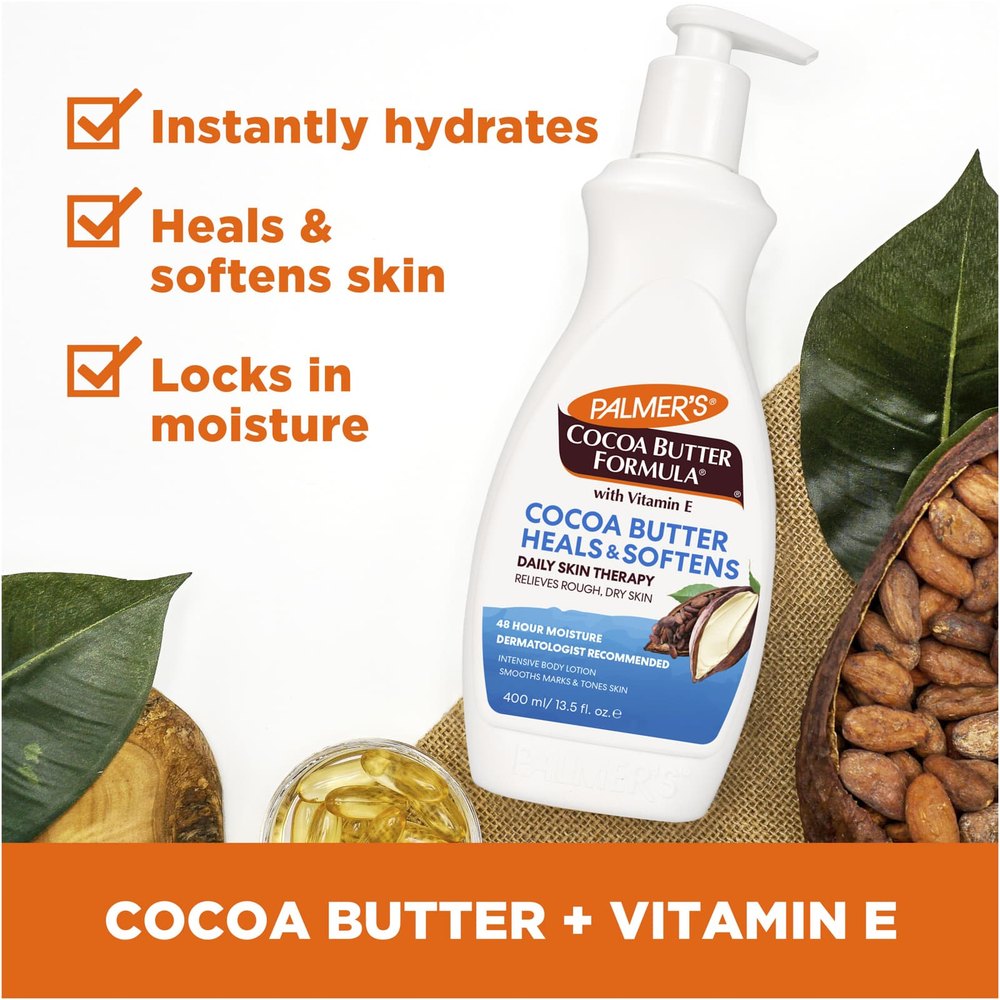 Instantly hydrates
Heals &
softens skin
Locks in
moisture
PALMER'S®
COCOA BUTTER
FORMULA®
®
with Vitamin E
COCOA BUTTER
HEALS & SOFTENS
DAILY SKIN THERAPY
RELIEVES ROUGH, DRY SKIN
48 HOUR MOISTURE
DERMATOLOGIST RECOMMENDED
INTENSIVE BODY LOTION
SMOOTHS MARKS & TONES SKIN
400 ml/ 13.5 fl. oz.℮
PALMER'S®
COCOA BUTTER + VITAMIN E